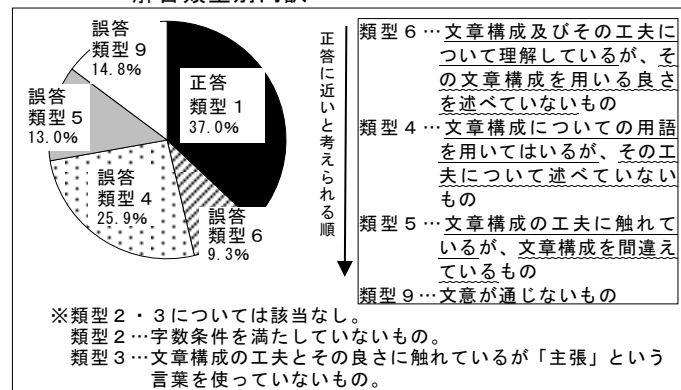 解答類型別内訳
正答
類型1
37.0%
誤答
類型6
9.3%
誤答
類型4
25.9%
誤答
類型5
13.0%
誤答
類型9
14.8%
正答に近いと考えられる順
類型6…文章構成及びその工夫に
ついて理解しているが、そ
の文章構成を用いる良さ
を述べていないもの
類型4…文章構成についての用語
を用いてはいるが、その工
夫について述べていない
もの
類型5…文章構成の工夫に触れて
いるが、文章構成を間違え
ているもの
類型9…文意が通じないもの
※類型2・3については該当なし。
類型2…字数条件を満たしていないもの。
類型3…文章構成の工夫とその良さに触れているが「主張」という
言葉を使っていないもの。